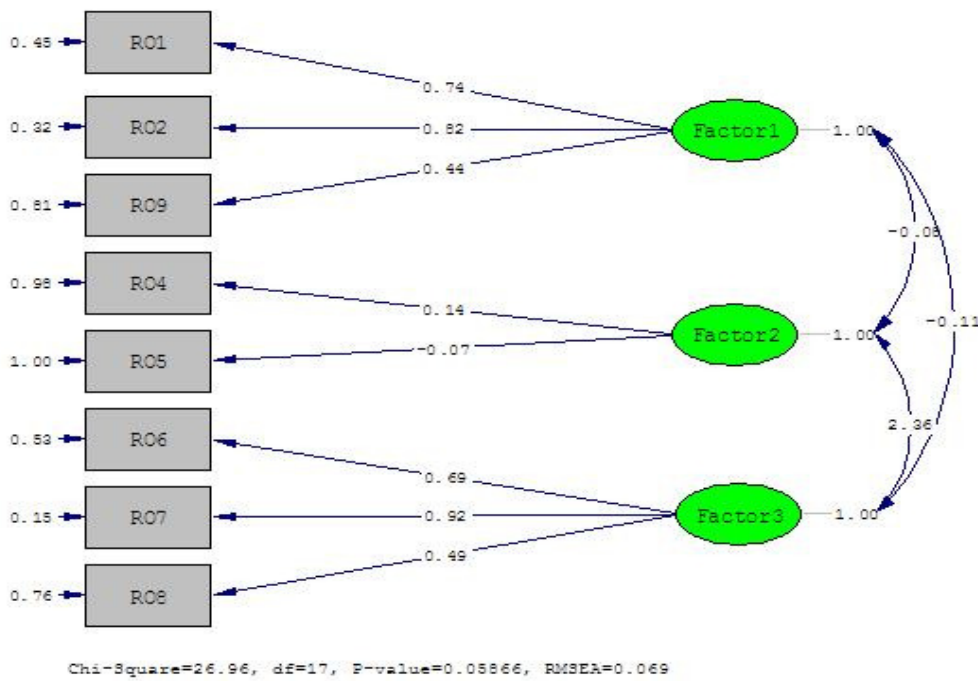 0.45 RO1
0.74
0.32 RO2 0.82 Factor1 1.00
0.44
0.81 RO9
-0.08
0.98 RO4
0.14
-0.11
Factor2 1.00
1.00 RO5 -0.07
0.53 RO6
2.36
0.69
0.15 RO7 0.92 Factor3 1.00
0.49
0.76 RO8
Chi-Square=26.96, df=17, P-value=0.05866, RMSEA=0.069